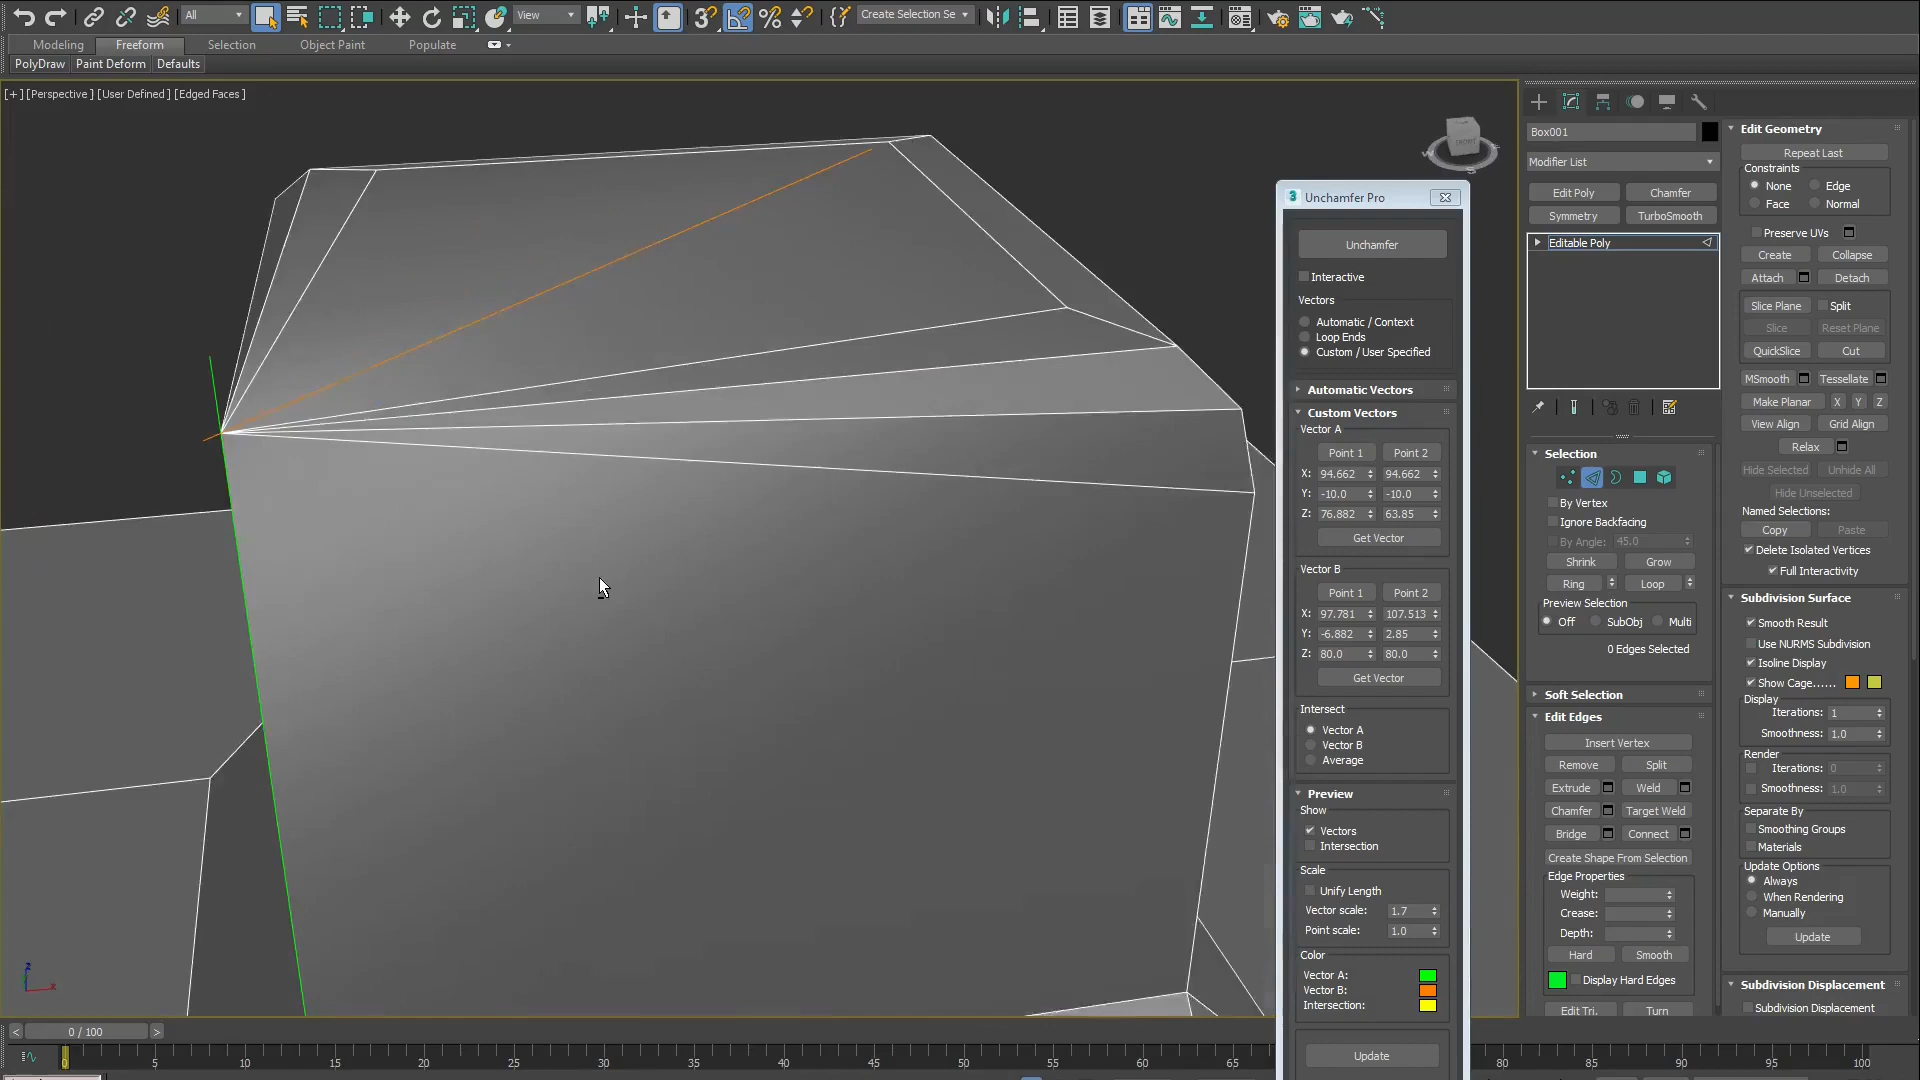 All
View
Create Selection Se
Modeling Freeform Selection Object Paint Populate
PolyDraw Paint Deform Defaults
[+] [Perspective ] [User Defined ] [Edged Faces ]
FRONT
W
S
Unchamfer Pro
Unchamfer
Interactive
Vectors
Automatic / Context
Loop Ends
Custom / User Specified
Automatic Vectors
Custom Vectors
Vector A
Point 1 Point 2
X: 94.662 94.662
Y: -10.0 -10.0
Z: 76.882 63.85
Get Vector
Vector B
Point 1 Point 2
X: 97.781 107.513
Y: -6.882 2.85
Z: 80.0 80.0
Get Vector
Intersect
Vector A
Vector B
Average
Preview
Show
Vectors
Intersection
Scale
Unify Length
Vector scale: 1.7
Point scale: 1.0
Color
Vector A:
Vector B:
Intersection:
Update
Box001
Modifier List
Edit Poly Chamfer
Symmetry TurboSmooth
Editable Poly
Selection
By Vertex
Ignore Backfacing
By Angle: 45.0
Shrink Grow
Ring Loop
Preview Selection
Off SubObj Multi
0 Edges Selected
Soft Selection
Edit Edges
Insert Vertex
Remove Split
Extrude Weld
Chamfer Target Weld
Bridge Connect
Create Shape From Selection
Edge Properties
Weight:
Crease:
Depth:
Hard Smooth
Display Hard Edges
Edit Tri. Turn
Edit Geometry
Repeat Last
Constraints
None Edge
Face Normal
Preserve UVs
Create Collapse
Attach Detach
Slice Plane Split
Slice Reset Plane
QuickSlice Cut
MSmooth Tessellate
Make Planar X Y Z
View Align Grid Align
Relax
Hide Selected Unhide All
Hide Unselected
Named Selections:
Copy Paste
Delete Isolated Vertices
Full Interactivity
Subdivision Surface
Smooth Result
Use NURMS Subdivision
Isoline Display
Show Cage......
Display
Iterations: 1
Smoothness: 1.0
Render
Iterations: 0
Smoothness: 1.0
Separate By
Smoothing Groups
Materials
Update Options
Always
When Rendering
Manually
Update
Subdivision Displacement
Subdivision Displacement
z
x
< 0 / 100 >
0 5 10 15 20 25 30 35 40 45 50 55 60 65 80 85 90 95 100